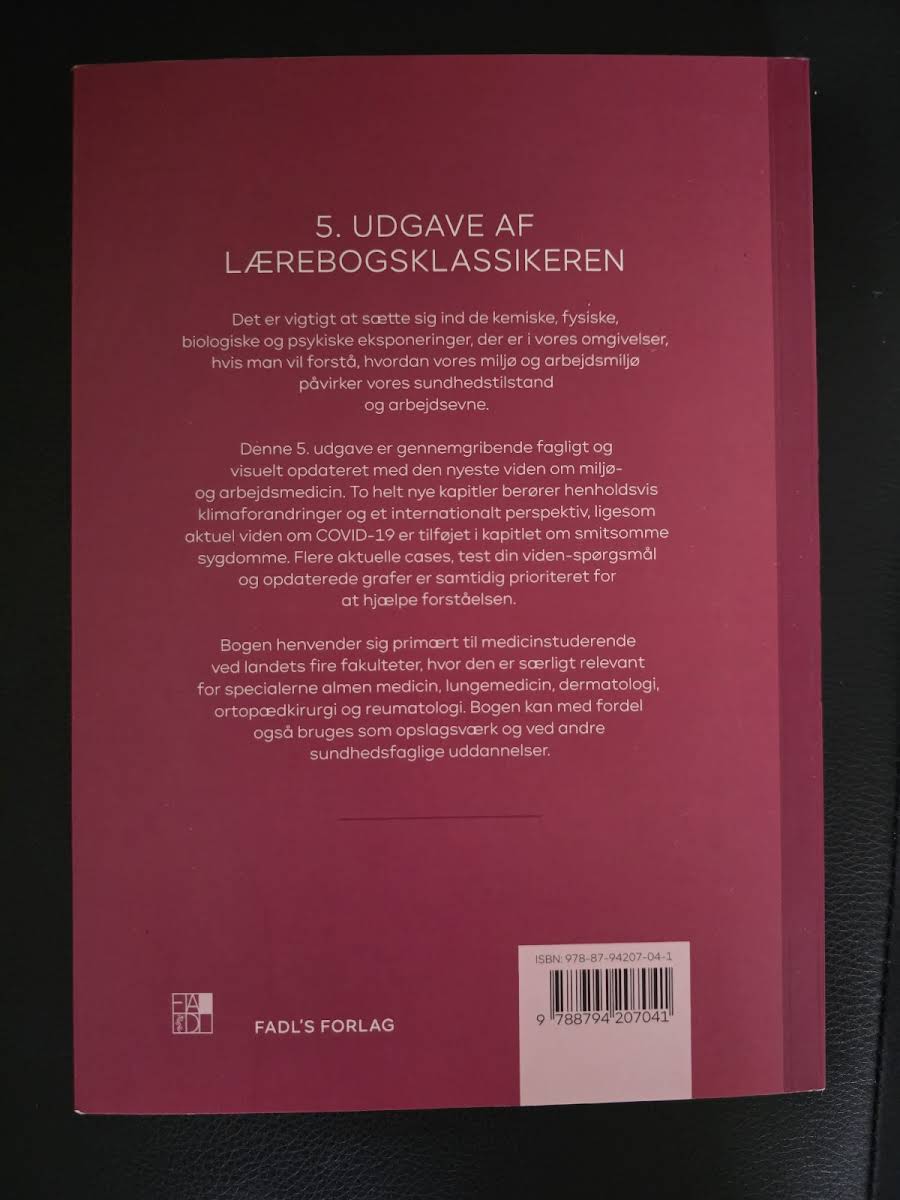 5. UDGAVE AF
LÆREBOGSKLASSIKEREN
Det er vigtigt at sætte sig ind de kemiske, fysiske,
biologiske og psykiske eksponeringer, der er i vores omgivelser,
hvis man vil forstå, hvordan vores miljø og arbejdsmiljø
påvirker vores sundhedstilstand
og arbejdsevne.
Denne 5. udgave er gennemgribende fagligt og
visuelt opdateret med den nyeste viden om miljø-
og arbejdsmedicin. To helt nye kapitler berører henholdsvis
klimaforandringer og et internationalt perspektiv, ligesom
aktuel viden om COVID-19 er tilføjet i kapitlet om smitsomme
sygdomme. Flere aktuelle cases, test din viden-spørgsmål
og opdaterede grafer er samtidig prioriteret for
at hjælpe forståelsen.
Bogen henvender sig primært til medicinstuderende
ved landets fire fakulteter, hvor den er særligt relevant
for specialerne almen medicin, lungemedicin, dermatologi,
ortopædkirurgi og reumatologi. Bogen kan med fordel
også bruges som opslagsværk og ved andre
sundhedsfaglige uddannelser.
FADL
FADL'S FORLAG
ISBN: 978-87-94207-04-1
9 788794 207041